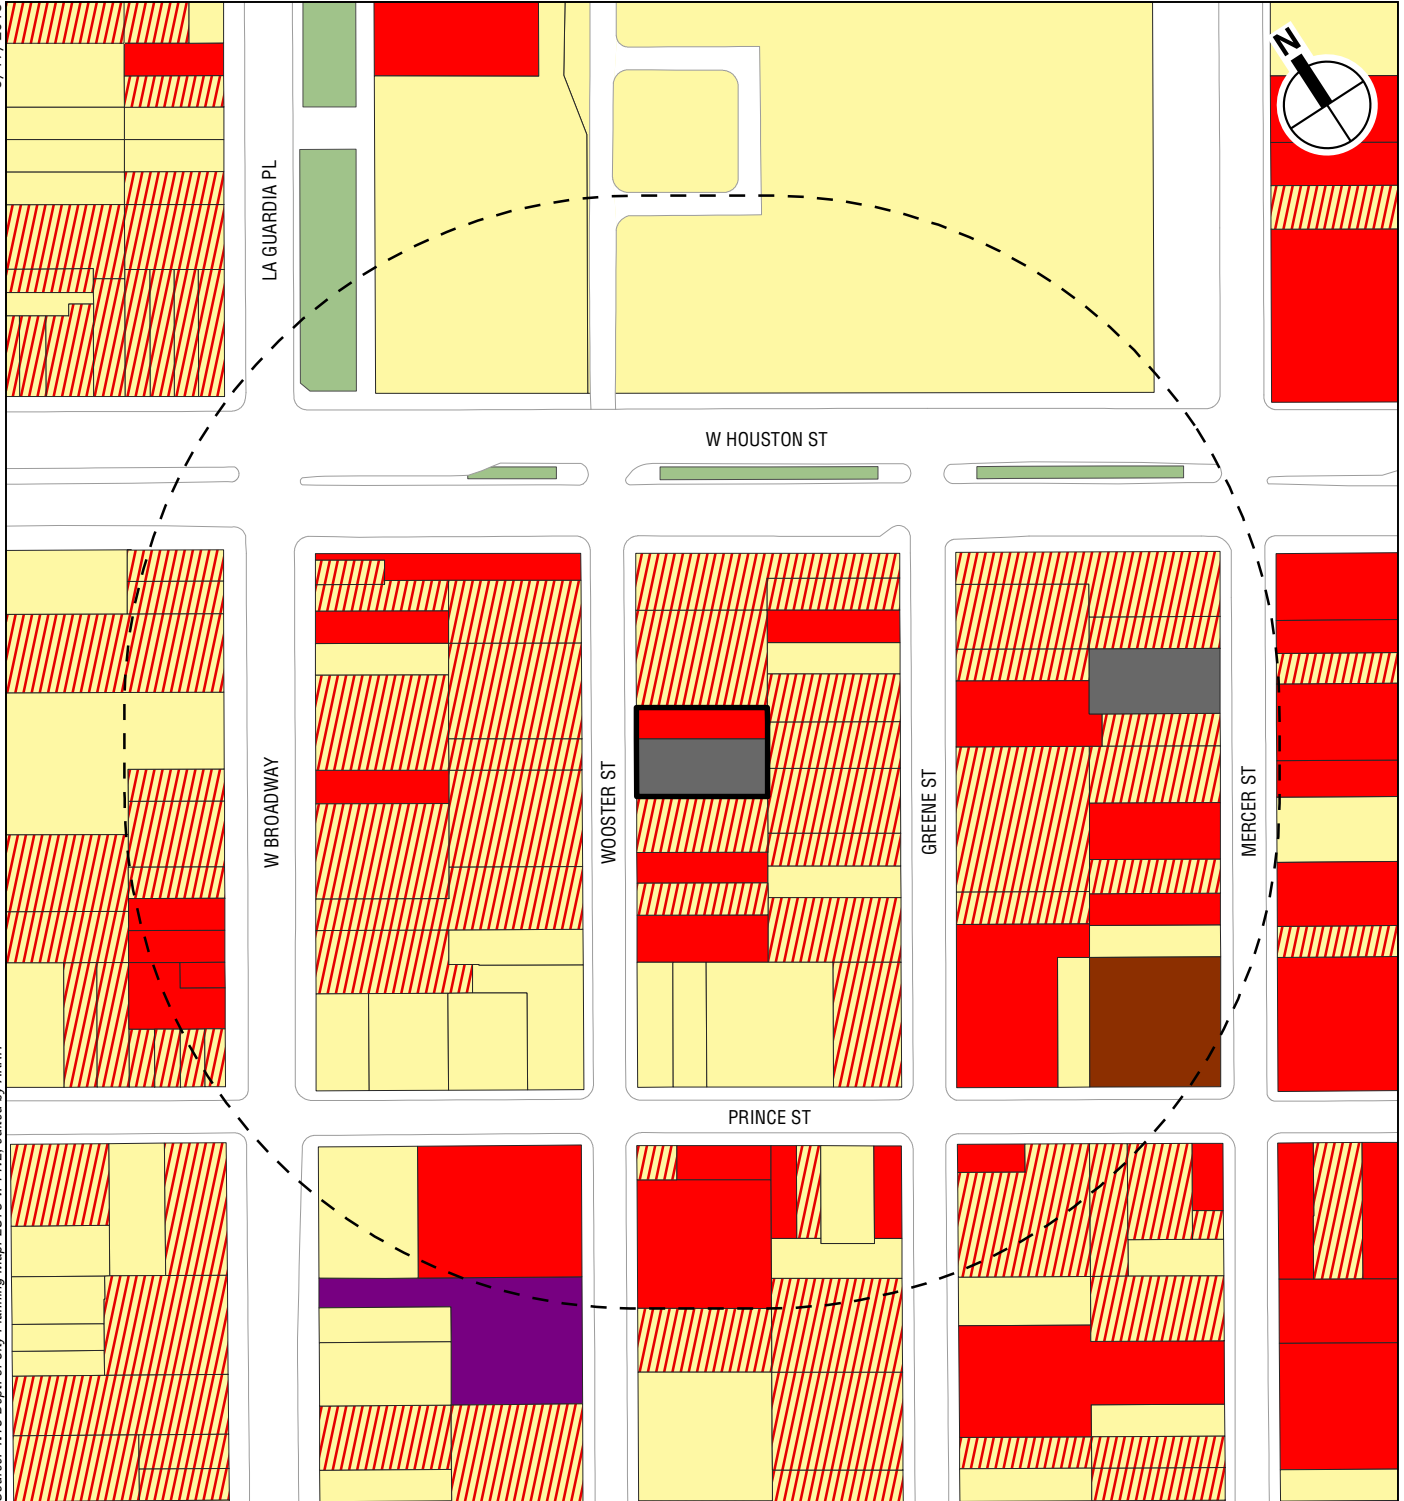 N
LA GUARDIA PL
W HOUSTON ST
W BROADWAY
WOOSTER ST
GREENE ST
MERCER ST
PRINCE ST